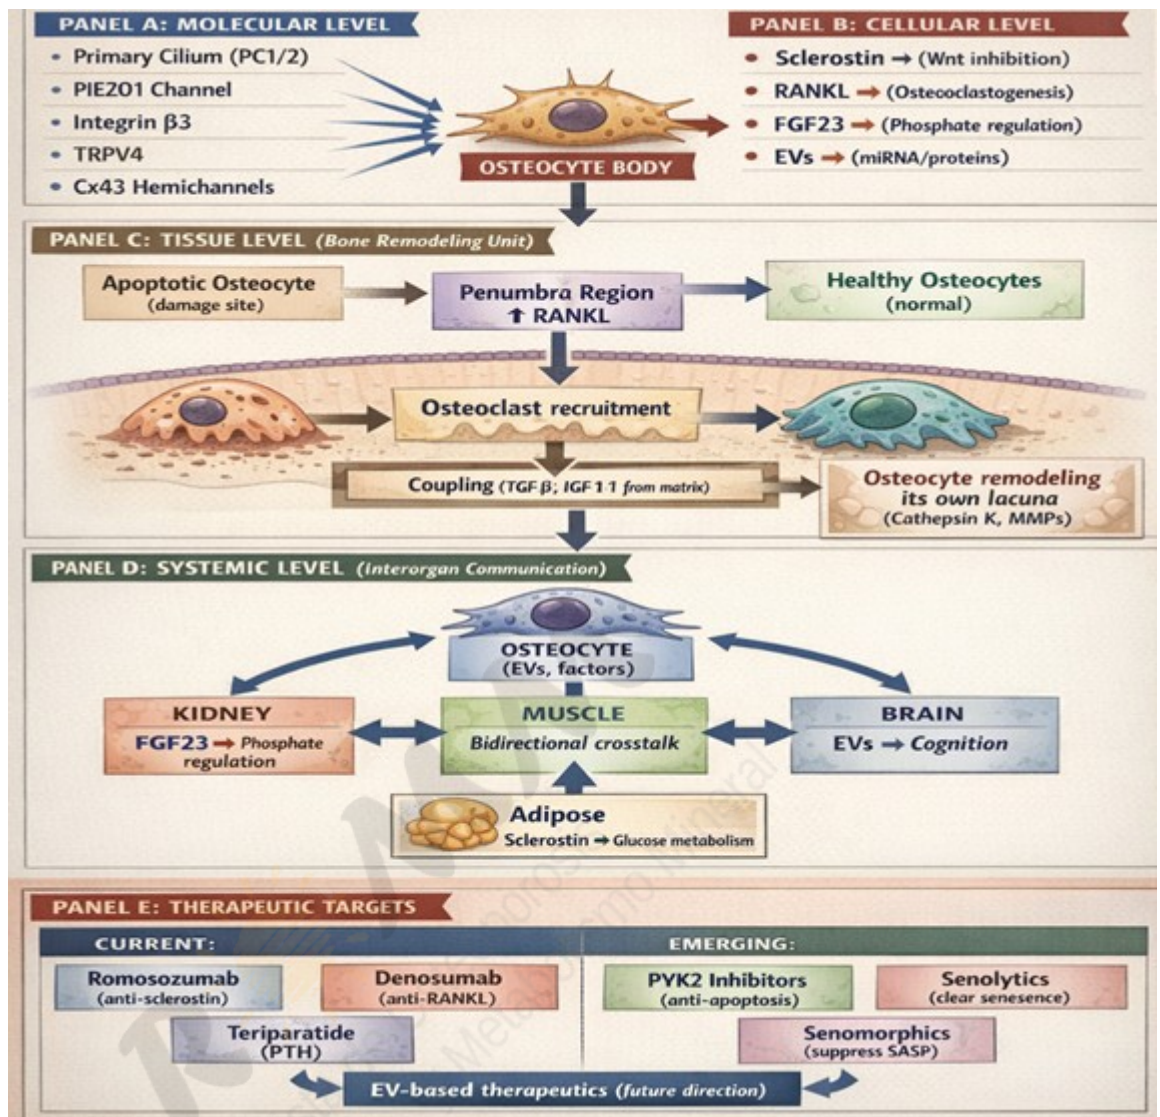 PANEL A: MOLECULAR LEVEL
• Primary Cilium (PC1/2)
• PIE2O1 Channel
• Integrin β3
• TRPV4
• Cx43 Hemichannels
OSTEOCYTE BODY
PANEL B: CELLULAR LEVEL
• Sclerostin → (Wnt inhibition)
• RANKL → (Ostecoclastogenesis)
• FGF23 → (Phosphate regulation)
• EVs → (miRNA/proteins)
PANEL C: TISSUE LEVEL (Bone Remodeling Unit)
Apoptotic Osteocyte
(damage site)
Penumbra Region
↑ RANKL
Healthy Osteocytes
(normal)
Osteoclast recruitment
Coupling (TGF β; IGF 1 1 from matrix)
Osteocyte remodeling
its own lacuna
(Cathepsin K, MMPs)
PANEL D: SYSTEMIC LEVEL (Interorgan Communication)
OSTEOCYTE
(EVs, factors)
KIDNEY
FGF23 → Phosphate
regulation
MUSCLE
Bidirectional crosstalk
BRAIN
EVs → Cognition
Adipose
Sclerostin → Glucose metabolism
PANEL E: THERAPEUTIC TARGETS
CURRENT:
Romosozumab
(anti-sclerostin)
Denosumab
(anti-RANKL)
Teriparatide
(PTH)
EMERGING:
PYK2 Inhibitors
(anti-apoptosis)
Senolytics
(clear senesence)
Senomorphics
(suppress SASP)
EV-based therapeutics (future direction)